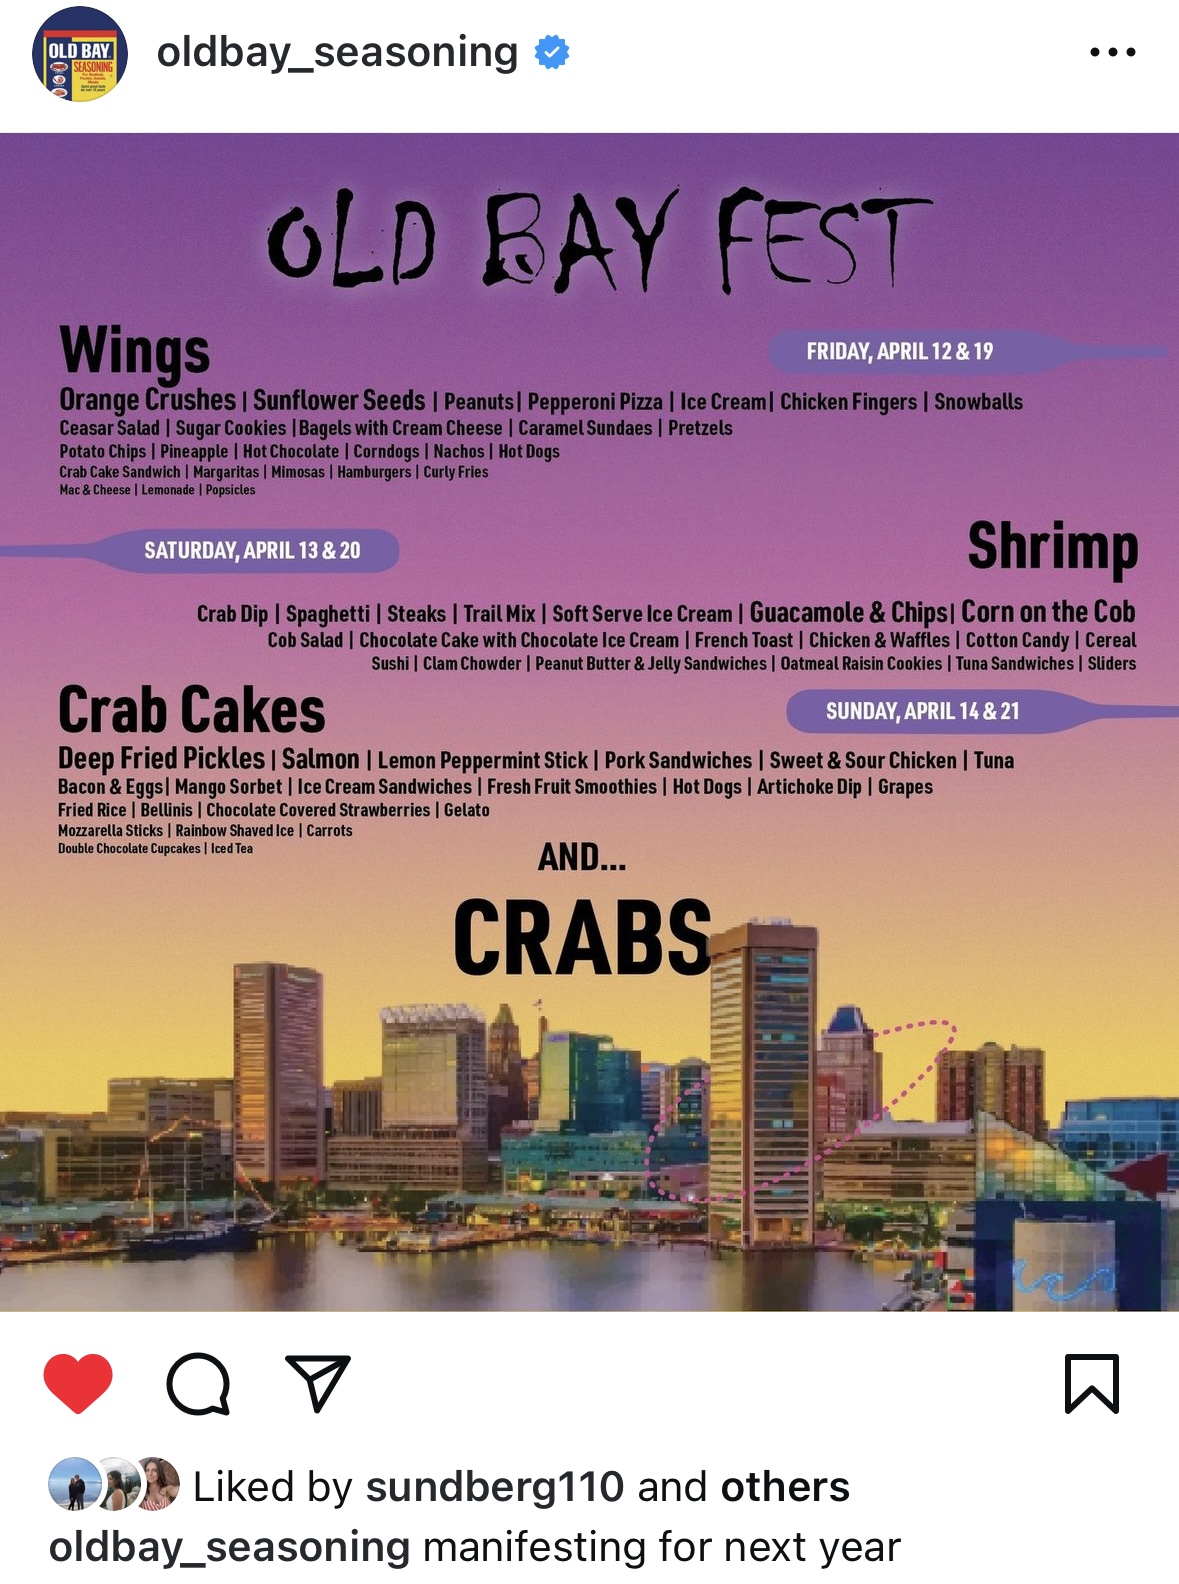 OLD BAY
SEASONING
oldbay_seasoning
OLD BAY FEST
Wings
FRIDAY, APRIL 12 & 19
Orange Crushes | Sunflower Seeds | Peanuts| Pepperoni Pizza | Ice Cream| Chicken Fingers | Snowballs
Ceasar Salad | Sugar Cookies |Bagels with Cream Cheese | Caramel Sundaes | Pretzels
Potato Chips | Pineapple | Hot Chocolate | Corndogs | Nachos | Hot Dogs
Crab Cake Sandwich | Margaritas | Mimosas | Hamburgers | Curly Fries
Mac & Cheese | Lemonade | Popsicles
SATURDAY, APRIL 13 & 20
Shrimp
Crab Dip | Spaghetti | Steaks | Trail Mix | Soft Serve Ice Cream | Guacamole & Chips| Corn on the Cob
Cob Salad | Chocolate Cake with Chocolate Ice Cream | French Toast | Chicken & Waffles | Cotton Candy | Cereal
Sushi | Clam Chowder | Peanut Butter & Jelly Sandwiches | Oatmeal Raisin Cookies | Tuna Sandwiches | Sliders
Crab Cakes
SUNDAY, APRIL 14 & 21
Deep Fried Pickles | Salmon | Lemon Peppermint Stick | Pork Sandwiches | Sweet & Sour Chicken | Tuna
Bacon & Eggs| Mango Sorbet | Ice Cream Sandwiches | Fresh Fruit Smoothies | Hot Dogs | Artichoke Dip | Grapes
Fried Rice | Bellinis | Chocolate Covered Strawberries | Gelato
Mozzarella Sticks | Rainbow Shaved Ice | Carrots
Double Chocolate Cupcakes | Iced Tea
AND...
CRABS
Liked by sundberg110 and others
oldbay_seasoning manifesting for next year